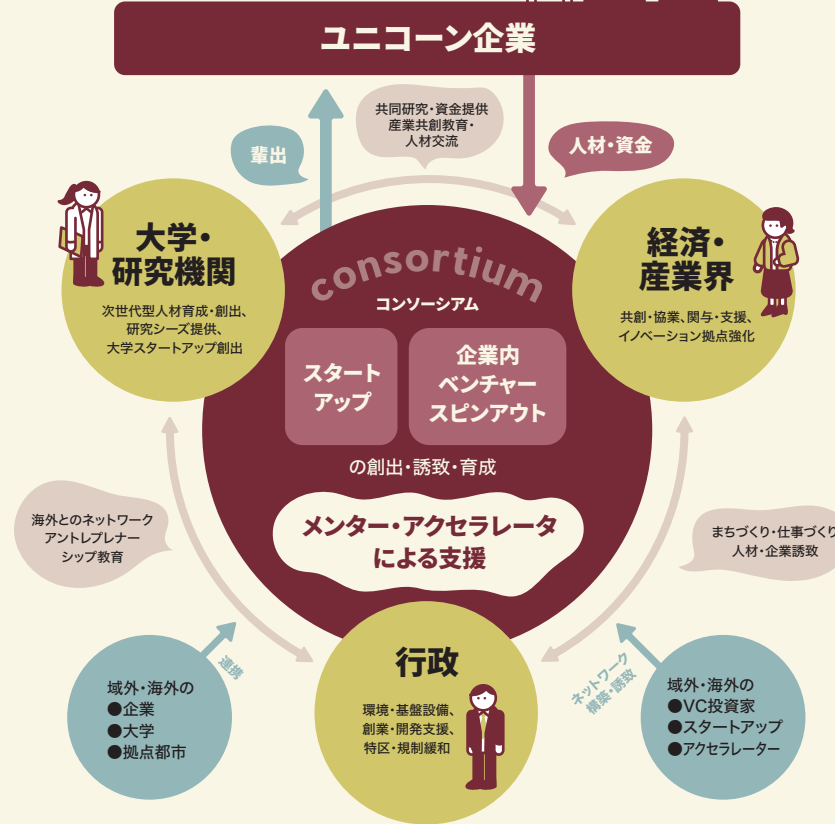 ユニコーン企業
共同研究・資金提供
産業共創教育・
人材交流
輩出
人材・資金
大学・
研究機関
次世代型人材育成・創出、
研究シーズ提供、
大学スタートアップ創出
経済・
産業界
共創・協業、関与・支援、
イノベーション拠点強化
consortium
コンソーシアム
スタート
アップ
企業内
ベンチャー
スピンアウト
の創出・誘致・育成
メンター・アクセラレータ
による支援
海外とのネットワーク
アントレプレナー
シップ教育
まちづくり・仕事づくり
人材・企業誘致
行政
環境・基盤設備、
創業・開発支援、
特区・規制緩和
連携
域外・海外の
●企業
●大学
●拠点都市
ネットワーク
構築・誘致
域外・海外の
●VC投資家
●スタートアップ
●アクセラレーター